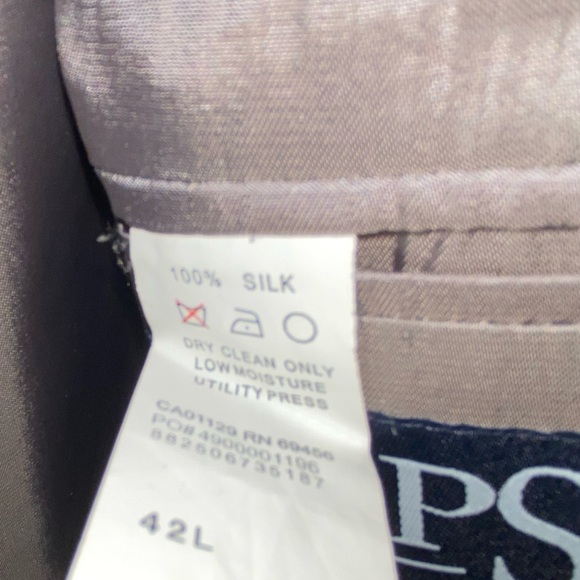 100% SILK
DRY CLEAN ONLY
LOW MOISTURE
UTILITY PRESS
CA01129 RN 69456
PO# 4900001196
882506735187
42L
PS